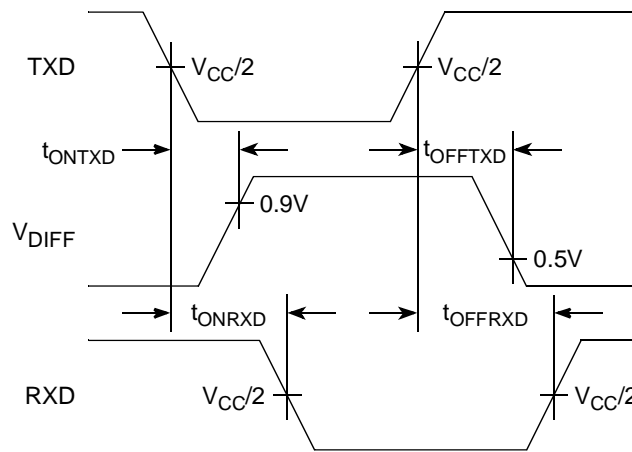 TXD
V_CC/2
V_CC/2
t_ONTXD
t_OFFTXD
V_DIFF
0.9V
0.5V
t_ONRXD
t_OFFRXD
RXD
V_CC/2
V_CC/2